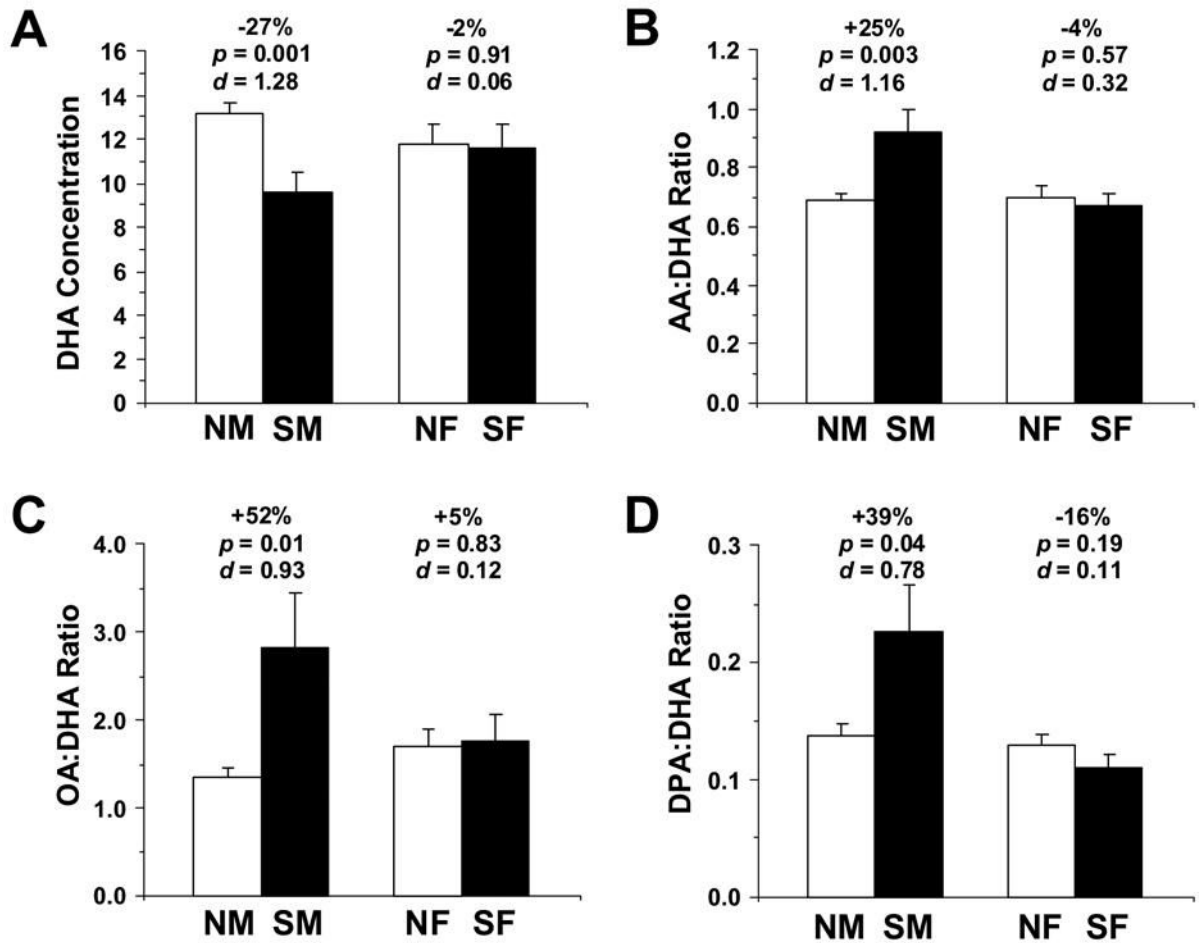 A
-27%
p = 0.001
d = 1.28
-2%
p = 0.91
d = 0.06
DHA Concentration
16
14
12
10
8
6
4
2
0
NM SM NF SF
B
+25%
p = 0.003
d = 1.16
-4%
p = 0.57
d = 0.32
AA:DHA Ratio
1.2
1.0
0.8
0.6
0.4
0.2
0.0
NM SM NF SF
C
+52%
p = 0.01
d = 0.93
+5%
p = 0.83
d = 0.12
OA:DHA Ratio
4.0
3.0
2.0
1.0
0.0
NM SM NF SF
D
+39%
p = 0.04
d = 0.78
-16%
p = 0.19
d = 0.11
DPA:DHA Ratio
0.3
0.2
0.1
0.0
NM SM NF SF